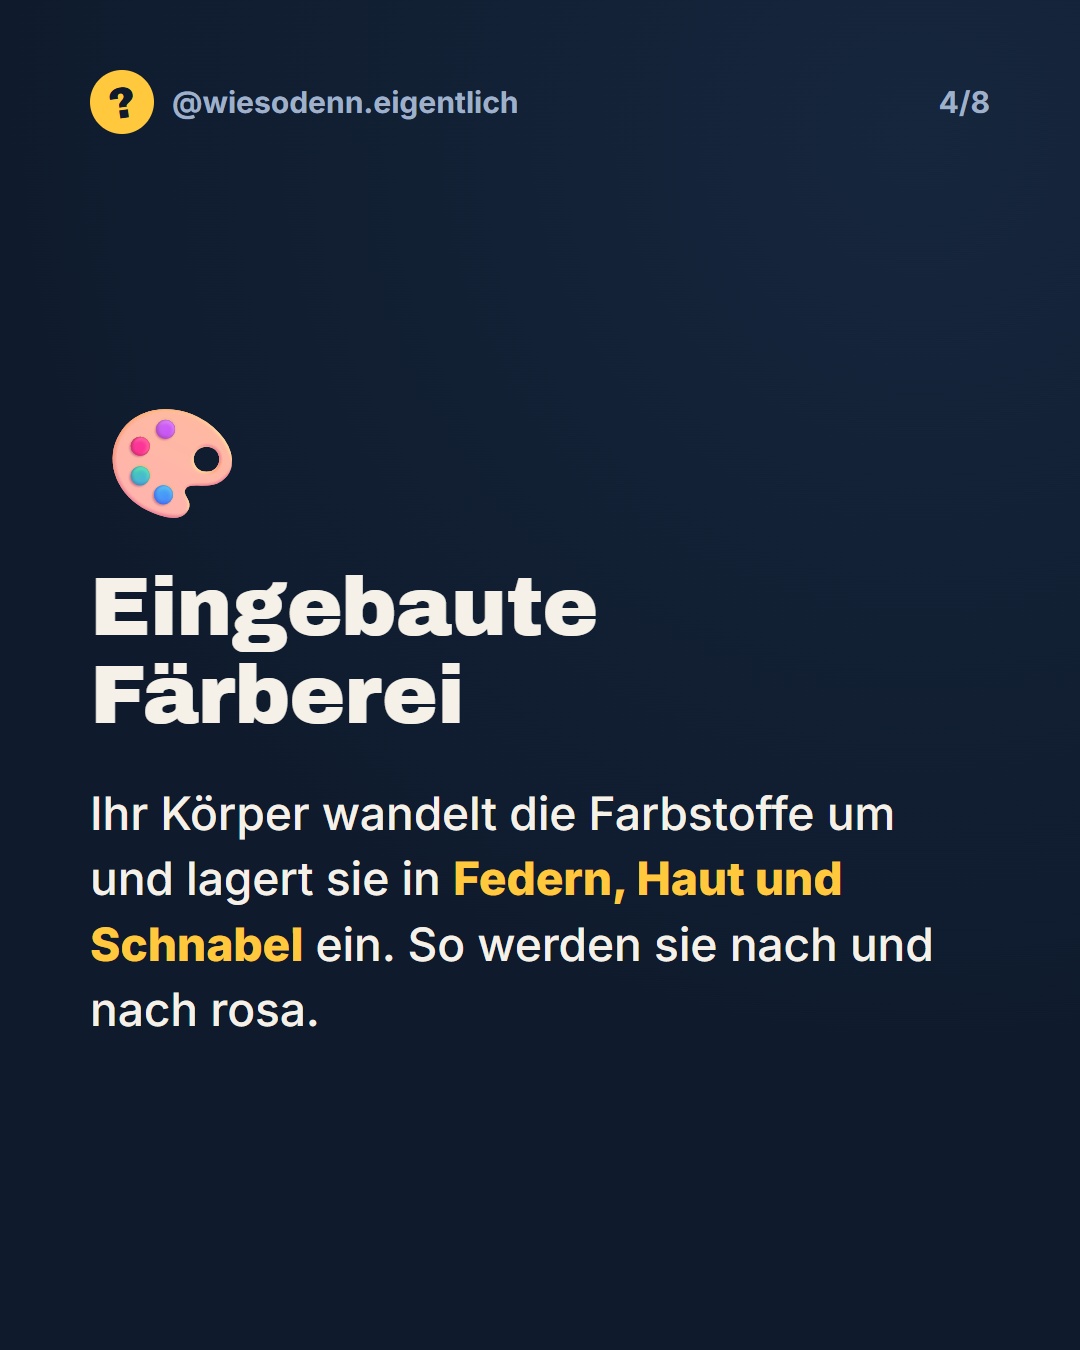 ?
@wiesodenn.eigentlich
4/8
Eingebaute
Färberei
Ihr Körper wandelt die Farbstoffe um
und lagert sie in Federn, Haut und
Schnabel ein. So werden sie nach und
nach rosa.